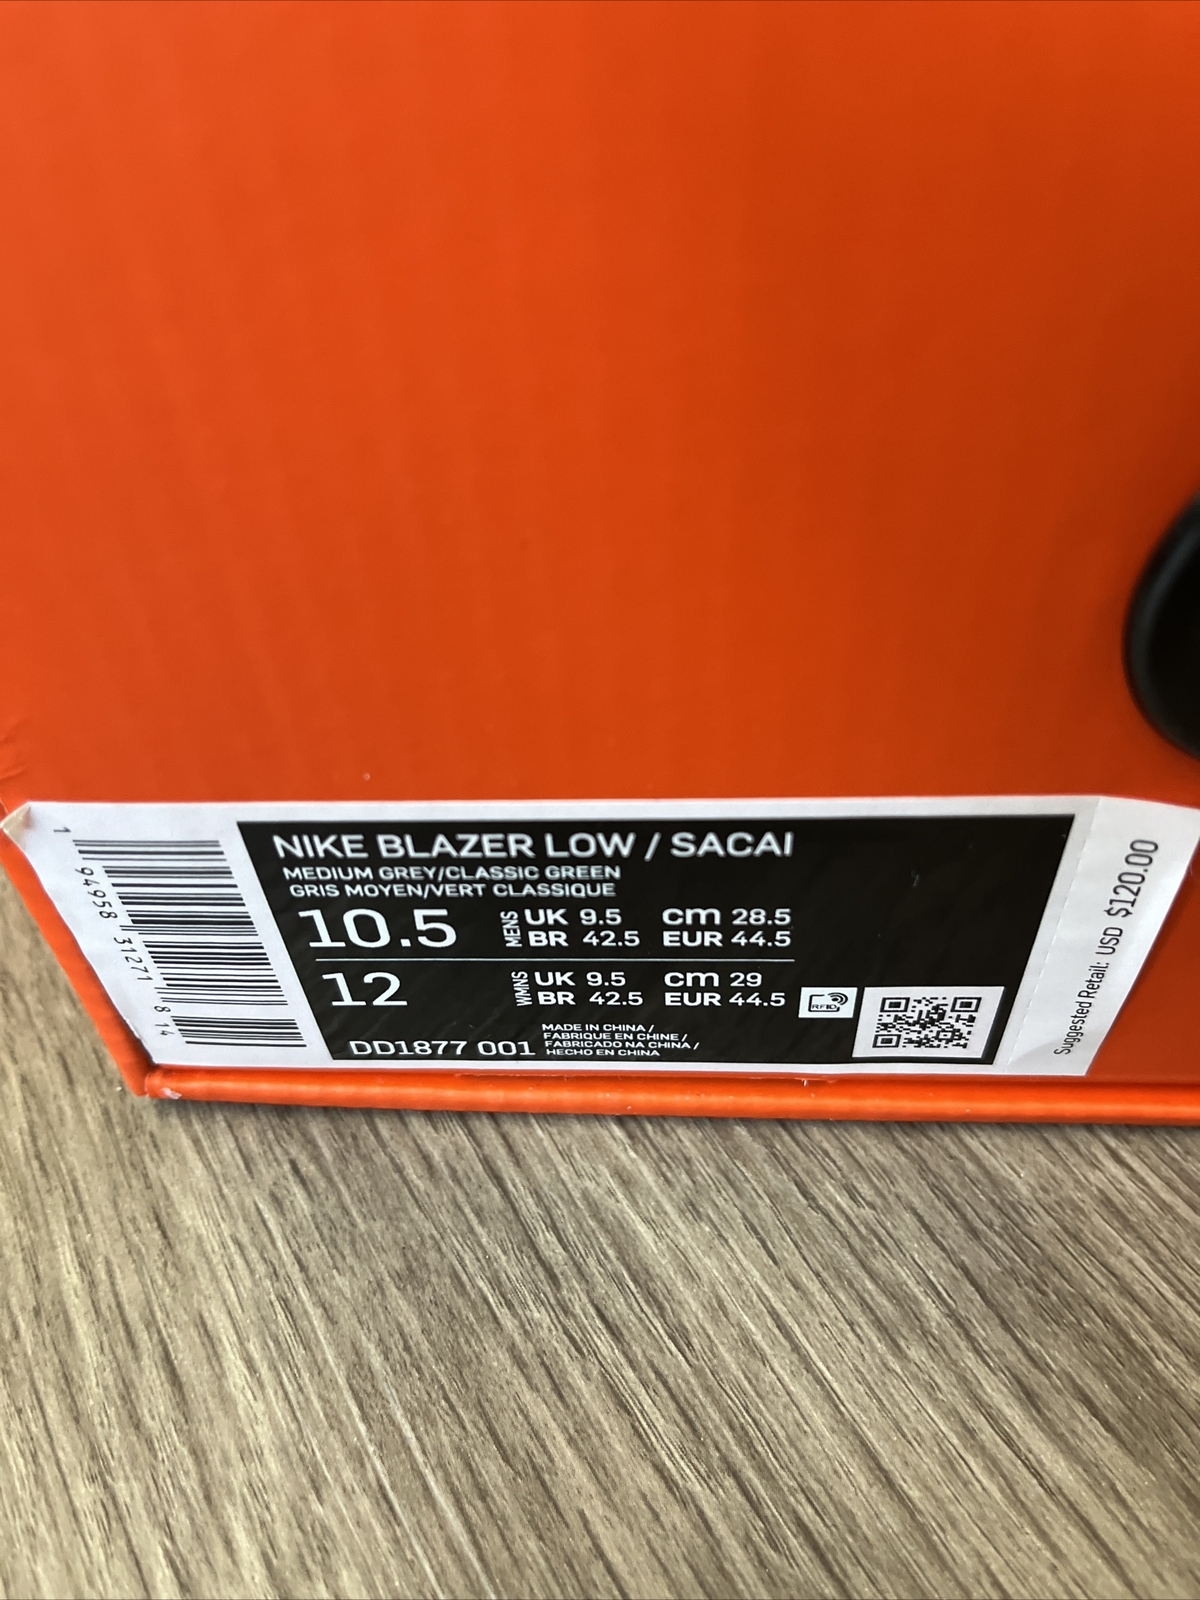 NIKE BLAZER LOW / SACAI
MEDIUM GREY/CLASSIC GREEN
GRIS MOYEN/VERT CLASSIQUE
10.5 MENS UK 9.5 cm 28.5
BR 42.5 EUR 44.5
12 WMNS UK 9.5 cm 29
BR 42.5 EUR 44.5
RFID
DD1877 001
MADE IN CHINA /
FABRIQUE EN CHINE /
FABRICADO NA CHINA /
HECHO EN CHINA
1 94958 31271 8 14
Suggested Retail: USD $120.00